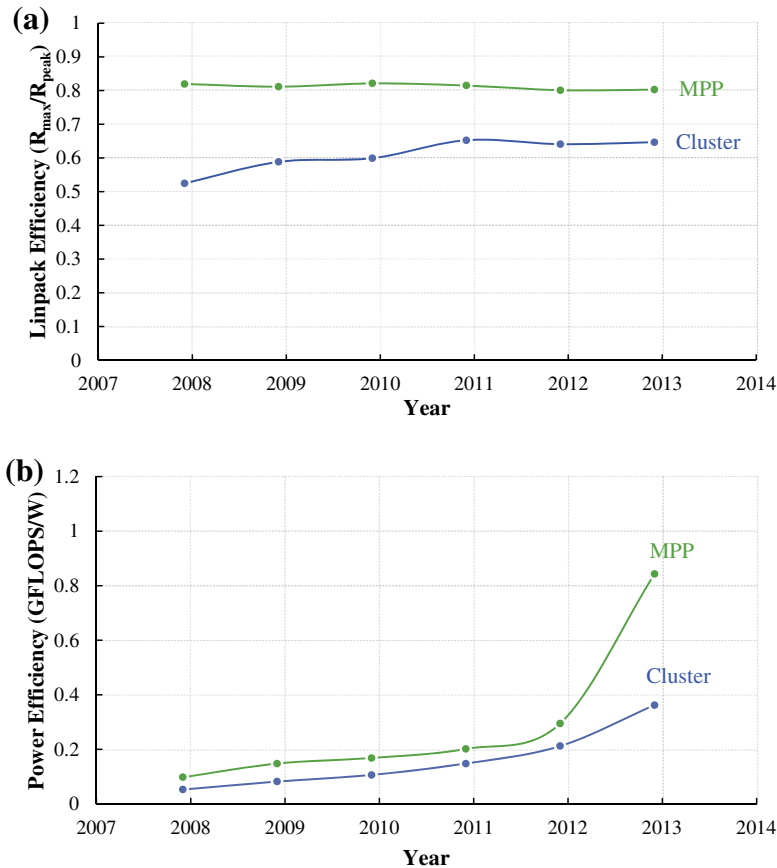 (a)
Linpack Efficiency (R_max/R_peak)
1
0.9
0.8
0.7
0.6
0.5
0.4
0.3
0.2
0.1
0
MPP
Cluster
2007 2008 2009 2010 2011 2012 2013 2014
Year
(b)
Power Efficiency (GFLOPS/W)
1.2
1
0.8
0.6
0.4
0.2
0
MPP
Cluster
2007 2008 2009 2010 2011 2012 2013 2014
Year